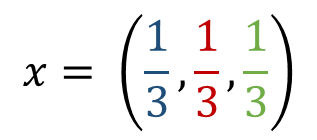 x = (1/3, 1/3, 1/3)